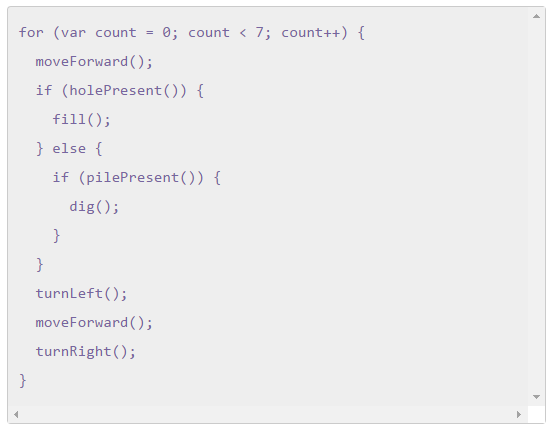 for (var count = 0; count < 7; count++) {
  moveForward();
  if (holePresent()) {
    fill();
  } else {
    if (pilePresent()) {
      dig();
    }
  }
  turnLeft();
  moveForward();
  turnRight();
}